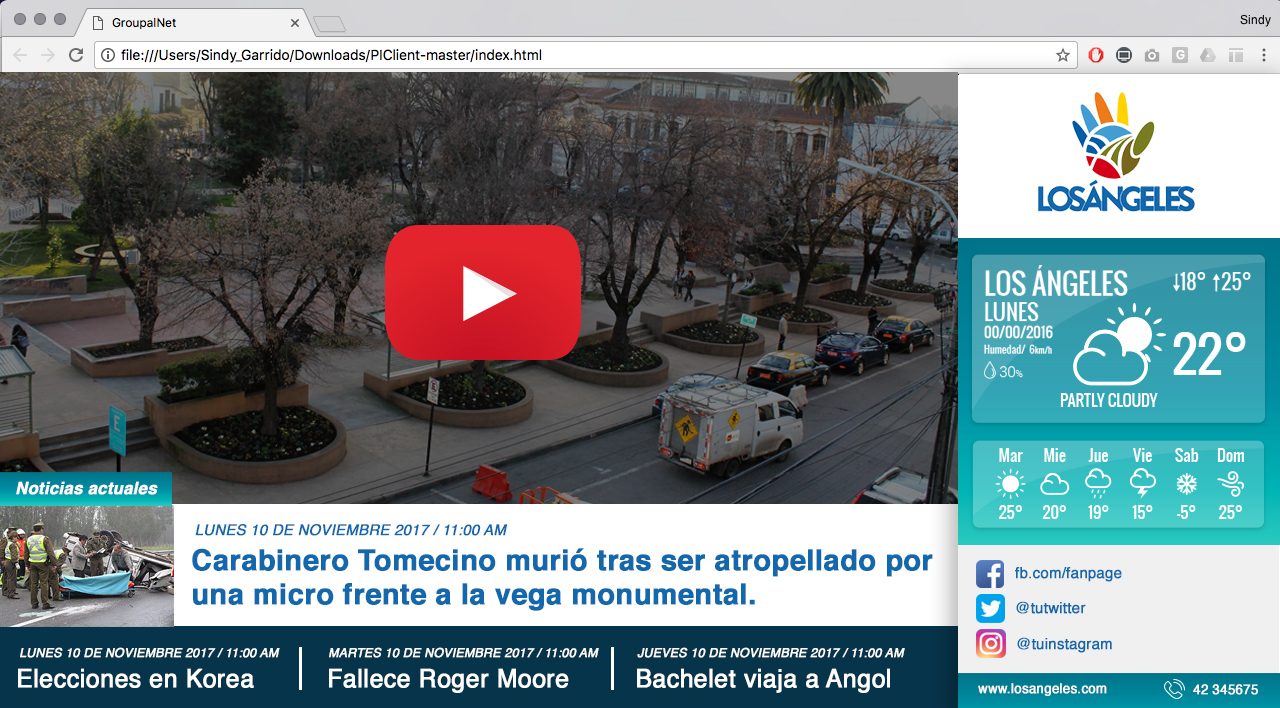 GroupalNet
Sindy
file:///Users/Sindy_Garrido/Downloads/PIClient-master/index.html
LOSÁNGELES
LOS ÁNGELES
↓18° ↑25°
LUNES
00/00/2016
Humedad/ 6km/h
30%
22°
PARTLY CLOUDY
Mar Mie Jue Vie Sab Dom
25° 20° 19° 15° -5° 25°
E
E
Noticias actuales
LUNES 10 DE NOVIEMBRE 2017 / 11:00 AM
Carabinero Tomecino murió tras ser atropellado por
una micro frente a la vega monumental.
fb.com/fanpage
@tutwitter
@tuinstagram
LUNES 10 DE NOVIEMBRE 2017 / 11:00 AM
Elecciones en Korea
MARTES 10 DE NOVIEMBRE 2017 / 11:00 AM
Fallece Roger Moore
JUEVES 10 DE NOVIEMBRE 2017 / 11:00 AM
Bachelet viaja a Angol
www.losangeles.com
42 345675